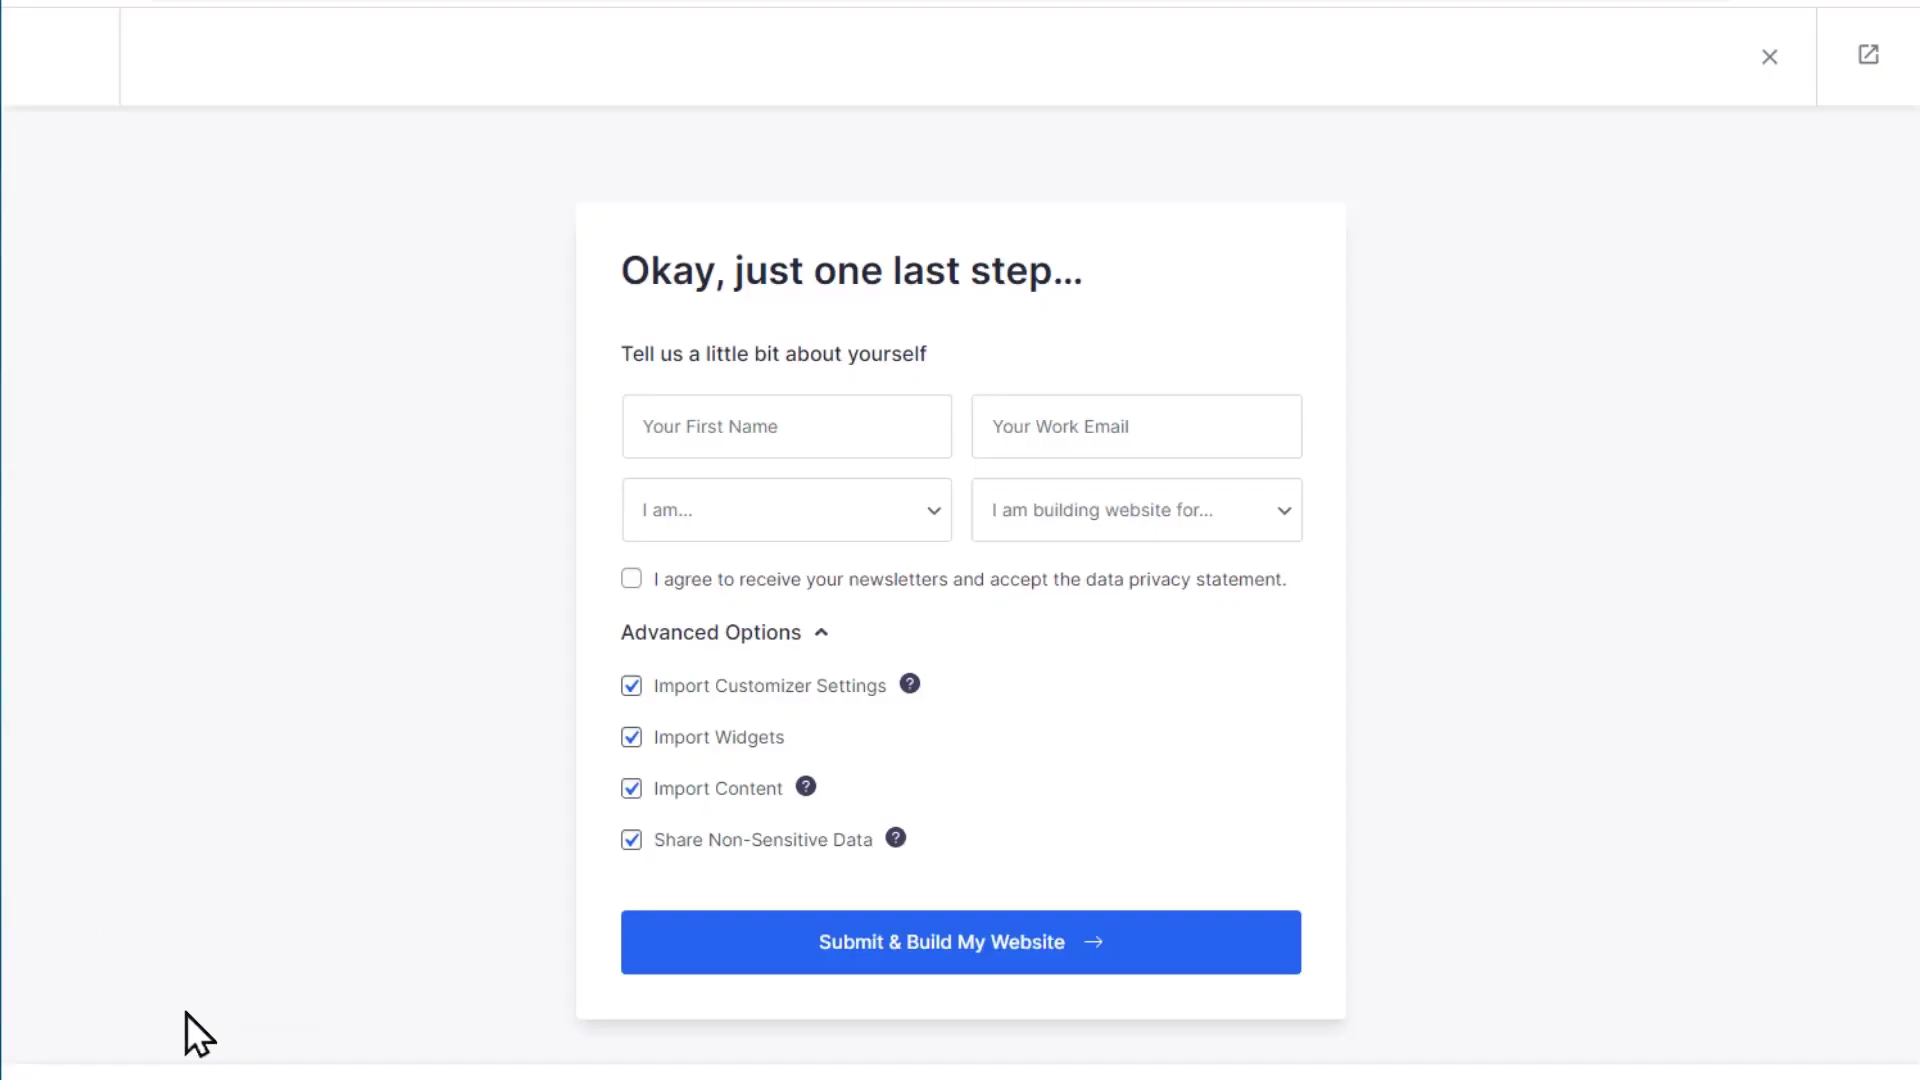 Okay, just one last step...
Tell us a little bit about yourself
Your First Name
Your Work Email
I am...
I am building website for...
I agree to receive your newsletters and accept the data privacy statement.
Advanced Options
Import Customizer Settings ?
Import Widgets
Import Content ?
Share Non-Sensitive Data ?
Submit & Build My Website →